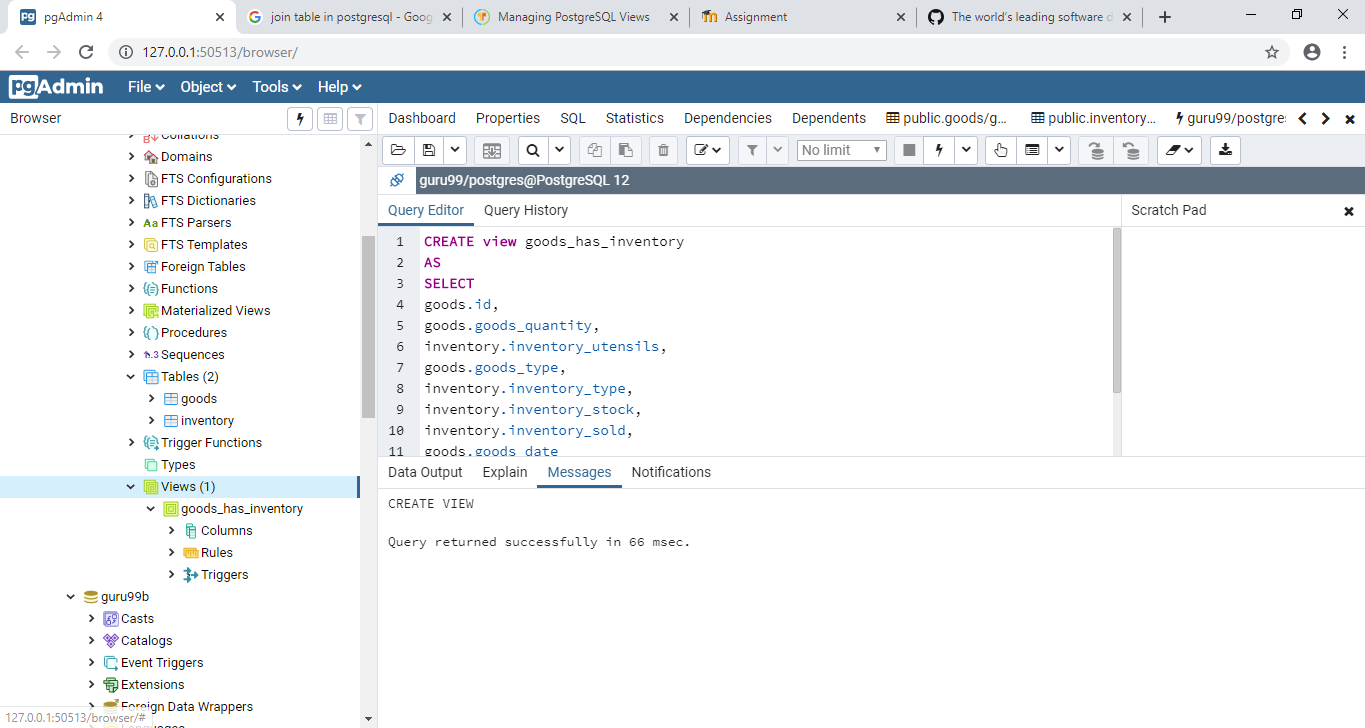 pgAdmin 4
join table in postgresql - Goog
Managing PostgreSQL Views
Assignment
The world's leading software d
127.0.0.1:50513/browser/
pgAdmin File Object Tools Help
Browser
Dashboard Properties SQL Statistics Dependencies Dependents public.goods/g... public.inventory... guru99/postgre
No limit
guru99/postgres@PostgreSQL 12
Query Editor Query History
Scratch Pad
Collations
Domains
FTS Configurations
FTS Dictionaries
Aa FTS Parsers
FTS Templates
Foreign Tables
Functions
Materialized Views
Procedures
1..3 Sequences
Tables (2)
goods
inventory
Trigger Functions
Types
Views (1)
goods_has_inventory
Columns
Rules
Triggers
guru99b
Casts
Catalogs
Event Triggers
Extensions
Foreign Data Wrappers
Languages
127.0.0.1:50513/browser/#
1 CREATE view goods_has_inventory
2 AS
3 SELECT
4 goods.id,
5 goods.goods_quantity,
6 inventory.inventory_utensils,
7 goods.goods_type,
8 inventory.inventory_type,
9 inventory.inventory_stock,
10 inventory.inventory_sold,
11 goods.goods_date
Data Output Explain Messages Notifications
CREATE VIEW
Query returned successfully in 66 msec.